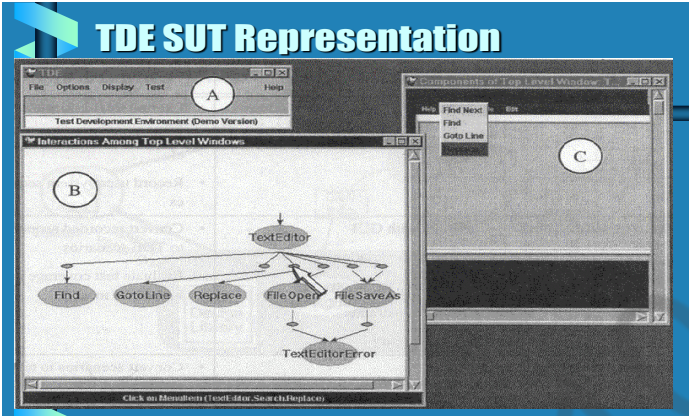 TDE SUT Representation
TDE
File Options Display Test Help
A
Test Development Environment (Demo Version)
Interactions Among Top Level Windows
B
TextEditor
Find GotoLine Replace FileOpen FileSaveAs
TextEditorError
Click on MenuItem (TextEditor.Search.Replace)
Components of Top Level Window: T...
Help Find Next Edit
Find
Goto Line
C